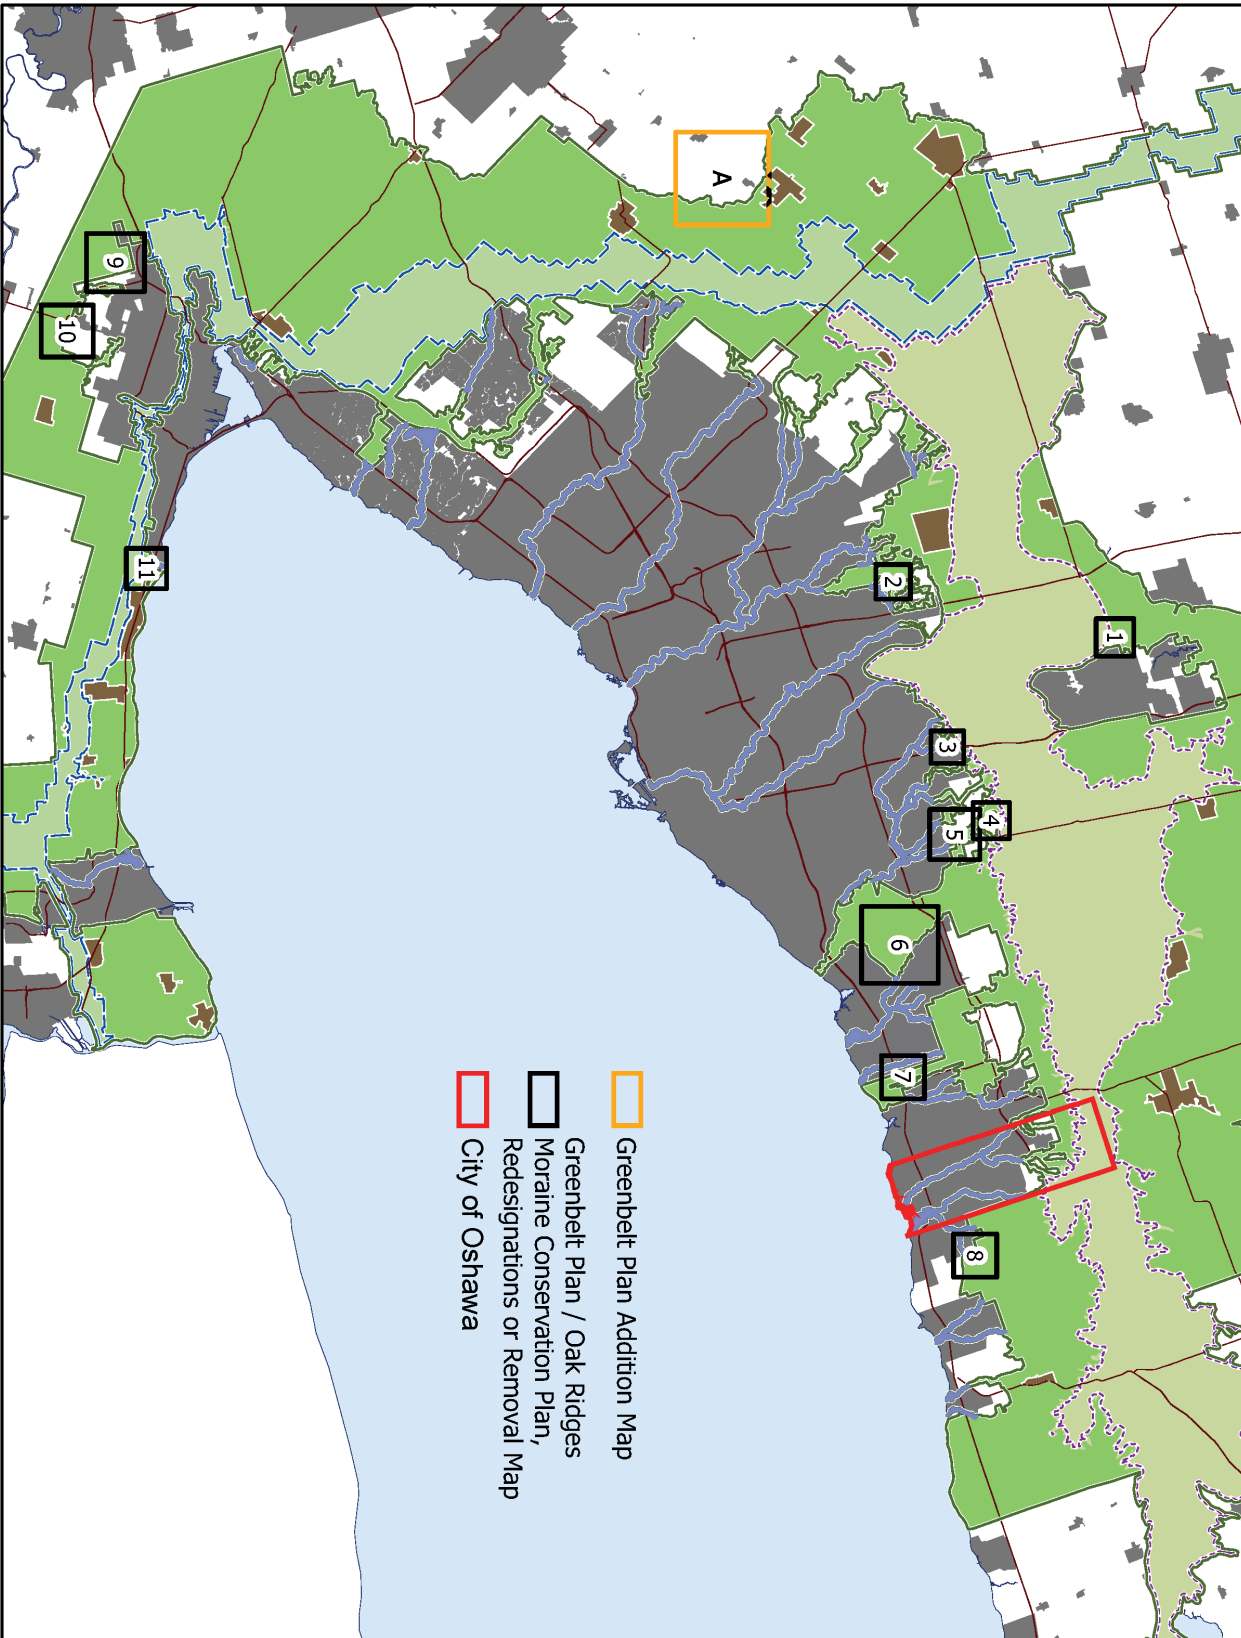 1
4
8
5
3
7
6
2
A
Greenbelt Plan Addition Map
Greenbelt Plan / Oak Ridges
Moraine Conservation Plan,
Redesignations or Removal Map
City of Oshawa
11
9
10